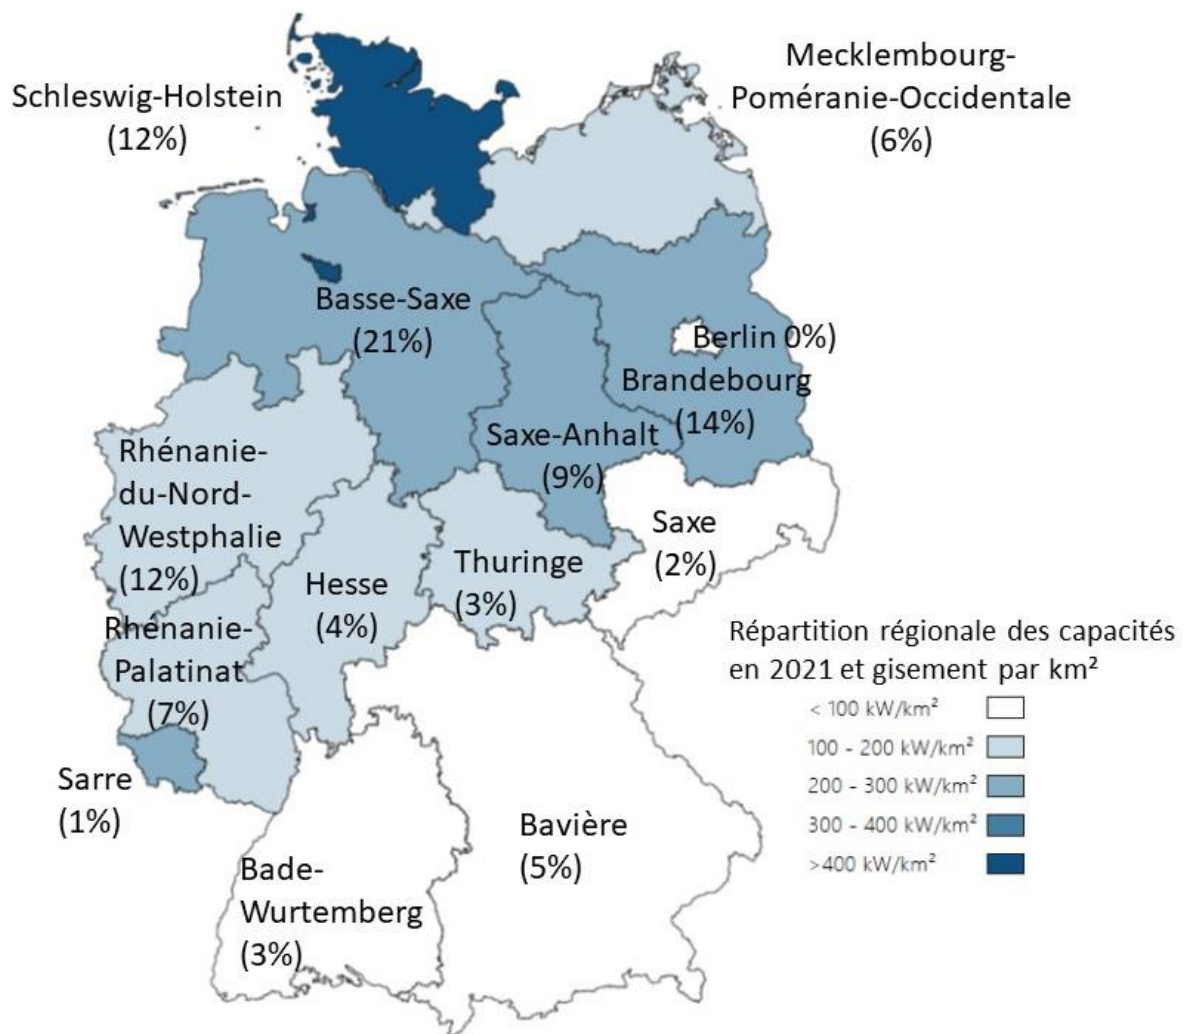 Schleswig-Holstein
(12%)
Mecklembourg-
Poméranie-Occidentale
(6%)
Basse-Saxe
(21%)
Berlin 0%)
Brandebourg
(14%)
Saxe-Anhalt
(9%)
Rhénanie-
du-Nord-
Westphalie
(12%)
Saxe
(2%)
Thuringe
(3%)
Hesse
(4%)
Rhénanie-
Palatinat
(7%)
Sarre
(1%)
Bavière
(5%)
Bade-
Wurtemberg
(3%)
Répartition régionale des capacités
en 2021 et gisement par km²
< 100 kW/km²
100 - 200 kW/km²
200 - 300 kW/km²
300 - 400 kW/km²
>400 kW/km²